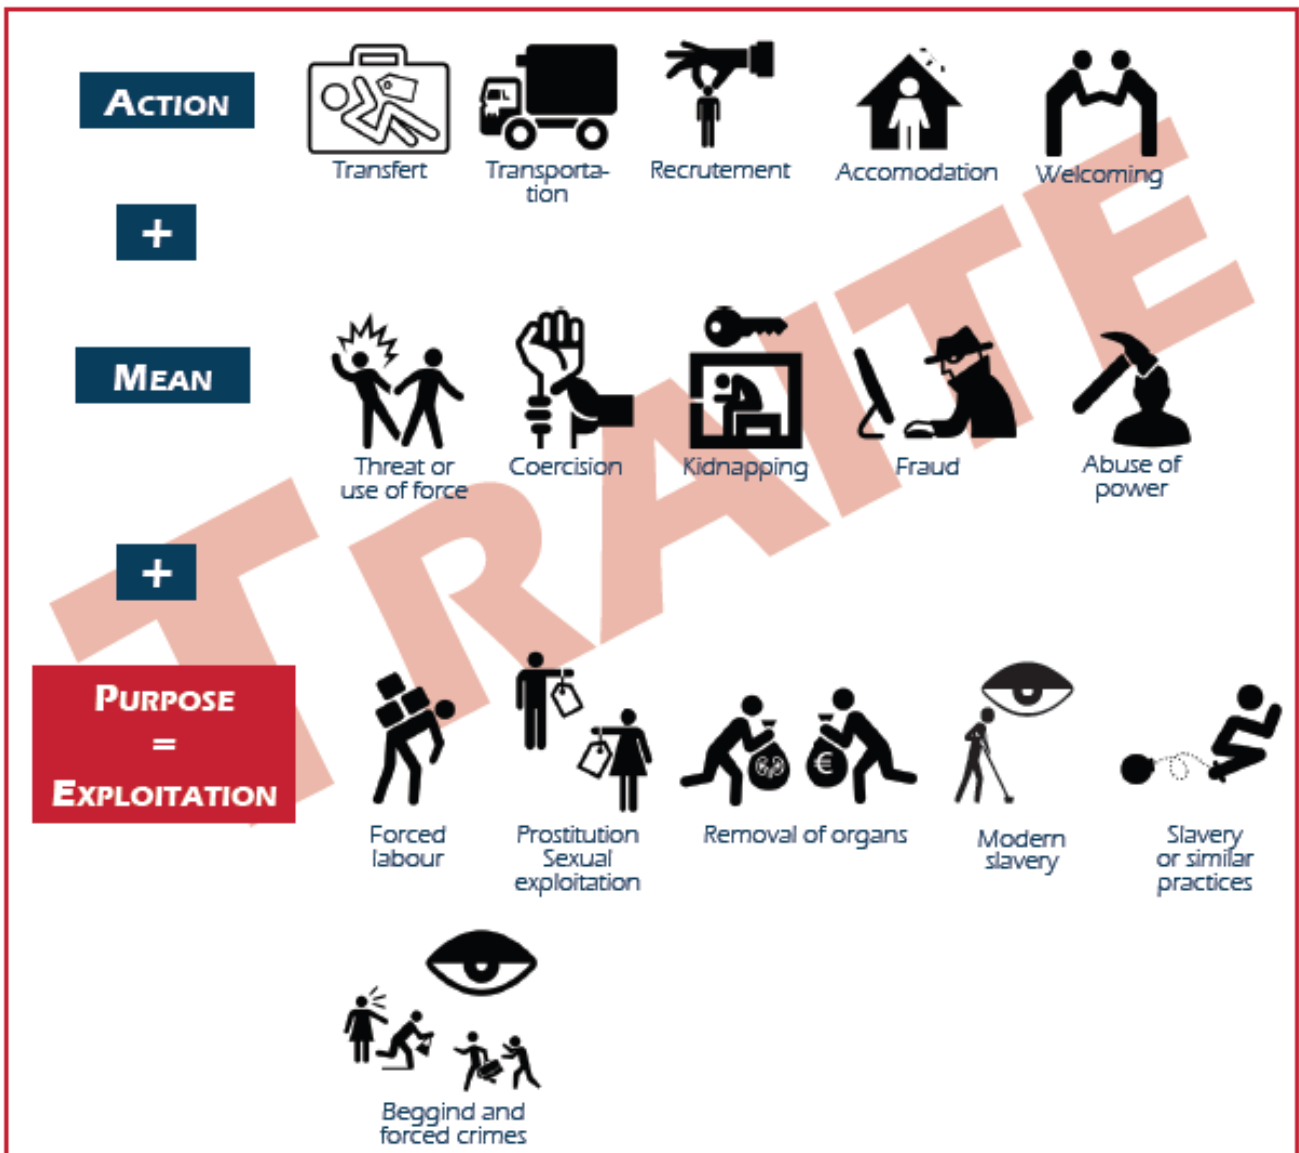 ACTION
Transfert
Transporta-
tion
Recrutement
Accomodation
Welcoming
+
MEAN
Threat or
use of force
Coercision
Kidnapping
Fraud
Abuse of
power
+
PURPOSE
=
EXPLOITATION
Forced
labour
Prostitution
Sexual
exploitation
€
Removal of organs
Modern
slavery
Slavery
or similar
practices
Beggind and
forced crimes
TRAITE